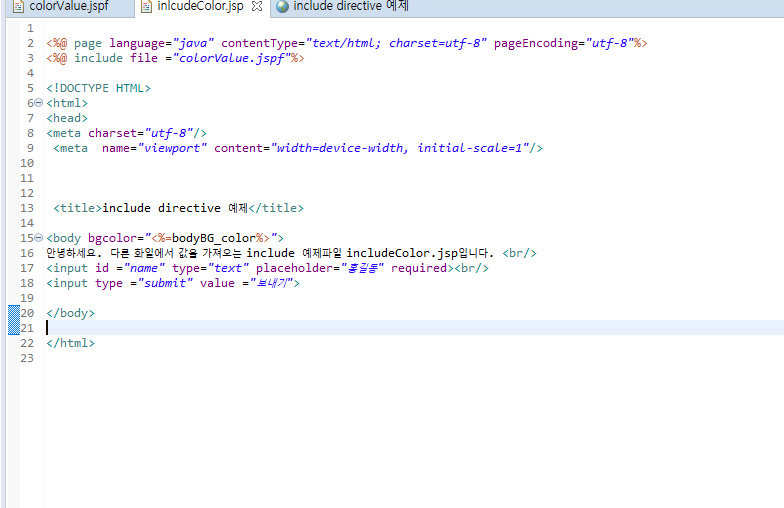 colorValue.jspf inlcudeColor.jsp include directive 예제
1
2 <%@ page language="java" contentType="text/html; charset=utf-8" pageEncoding="utf-8"%>
3 <%@ include file ="colorValue.jspf"%>
4
5 <!DOCTYPE HTML>
6 <html>
7 <head>
8 <meta charset="utf-8"/>
9 <meta  name="viewport" content="width=device-width, initial-scale=1"/>
10
11
12
13 <title>include directive 예제</title>
14
15 <body bgcolor="<%=bodyBG_color%>">
16 안녕하세요. 다른 화일에서 값을 가져오는 include 예제파일 includeColor.jsp입니다. <br/>
17 <input id ="name" type="text" placeholder="홍길동" required><br/>
18 <input type ="submit" value ="보내기">
19
20 </body>
21
22 </html>
23